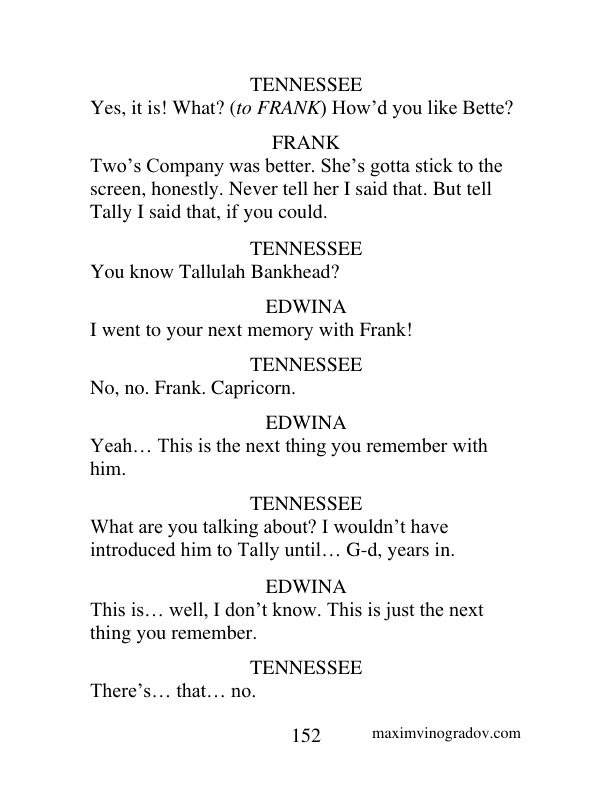 TENNESSEE
Yes, it is! What? (to FRANK) How’d you like Bette?
FRANK
Two’s Company was better. She’s gotta stick to the
screen, honestly. Never tell her I said that. But tell
Tally I said that, if you could.
TENNESSEE
You know Tallulah Bankhead?
EDWINA
I went to your next memory with Frank!
TENNESSEE
No, no. Frank. Capricorn.
EDWINA
Yeah… This is the next thing you remember with
him.
TENNESSEE
What are you talking about? I wouldn’t have
introduced him to Tally until… G-d, years in.
EDWINA
This is… well, I don’t know. This is just the next
thing you remember.
TENNESSEE
There’s… that… no.
152 maximvinogradov.com